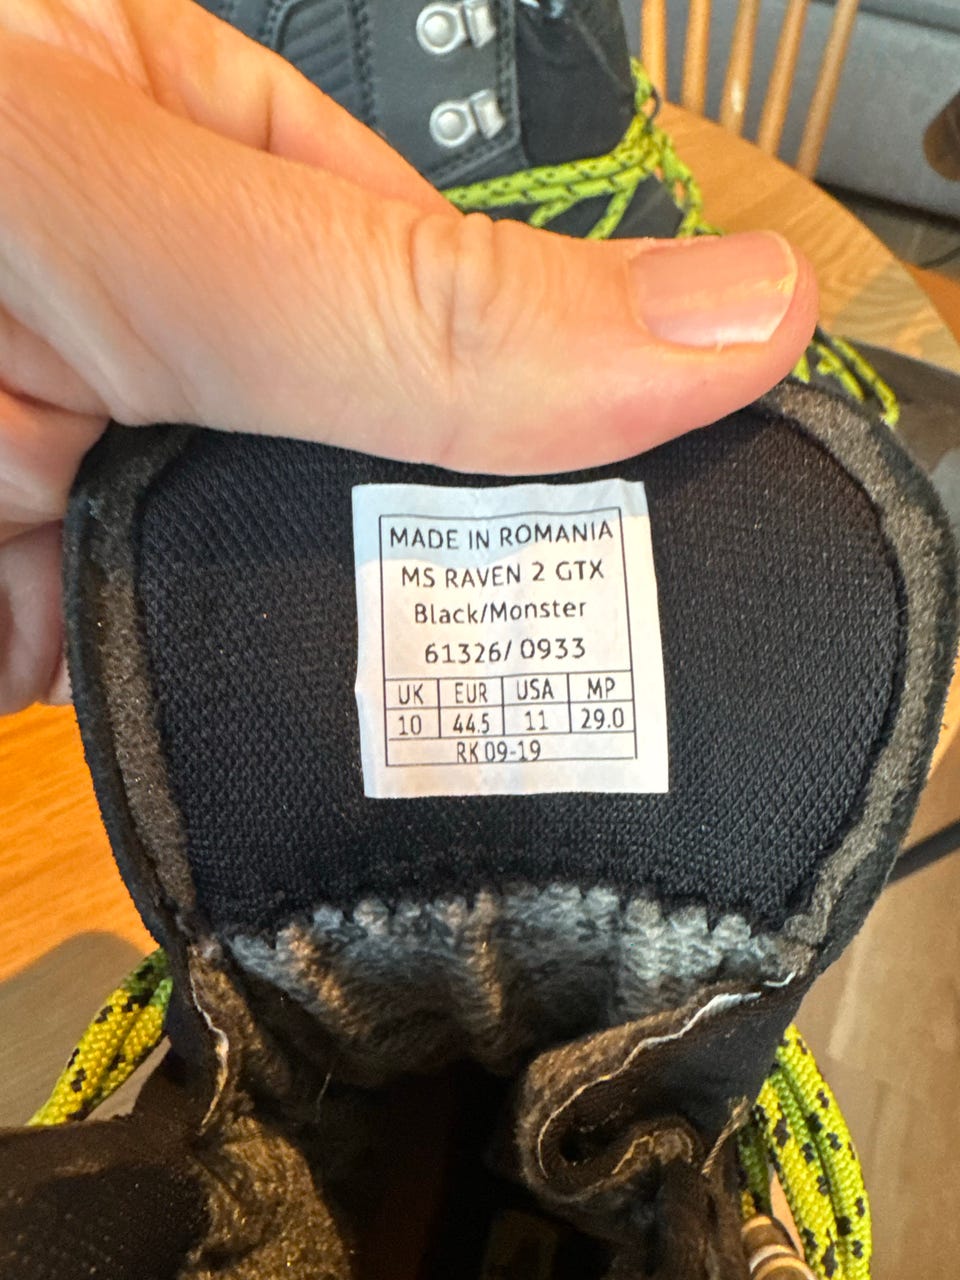 MADE IN ROMANIA
MS RAVEN 2 GTX
Black/Monster
61326/ 0933
UK EUR USA MP
10 44.5 11 29.0
RK 09-19